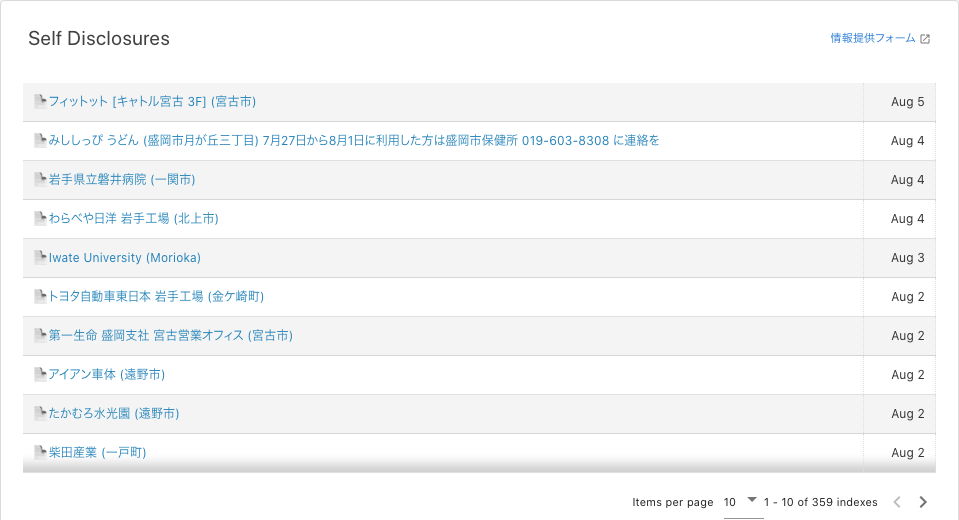 Self Disclosures
情報提供フォーム
フィットット [キャトル宮古 3F] (宮古市) Aug 5
みししっぴ うどん (盛岡市月が丘三丁目) 7月27日から8月1日に利用した方は盛岡市保健所 019-603-8308 に連絡を Aug 4
岩手県立磐井病院 (一関市) Aug 4
わらべや日洋 岩手工場 (北上市) Aug 4
Iwate University (Morioka) Aug 3
トヨタ自動車東日本 岩手工場 (金ケ崎町) Aug 2
第一生命 盛岡支社 宮古営業オフィス (宮古市) Aug 2
アイアン車体 (遠野市) Aug 2
たかむろ水光園 (遠野市) Aug 2
柴田産業 (一戸町) Aug 2
Items per page 10 1 - 10 of 359 indexes